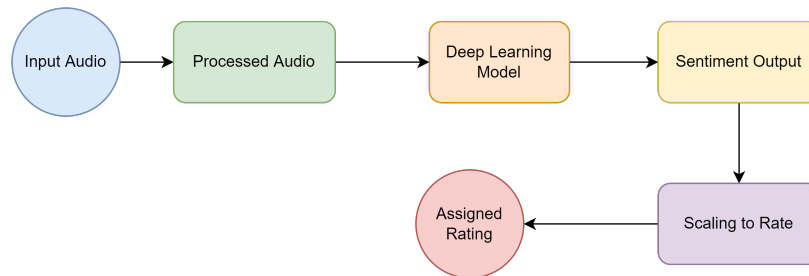 Input Audio
Processed Audio
Deep Learning
Model
Sentiment Output
Scaling to Rate
Assigned
Rating